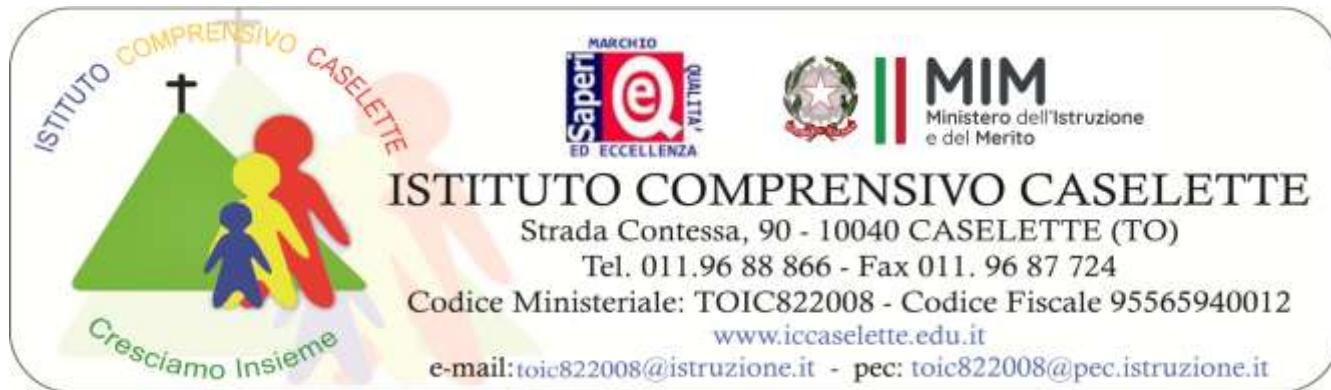 ISTITUTO COMPRENSIVO CASELETTE
Cresciamo Insieme
MARCHIO
Saperi
e
QUALITA'
ED ECCELLENZA
MIM
Ministero dell'Istruzione
e del Merito
ISTITUTO COMPRENSIVO CASELETTE
Strada Contessa, 90 - 10040 CASELETTE (TO)
Tel. 011.96 88 866 - Fax 011. 96 87 724
Codice Ministeriale: TOIC822008 - Codice Fiscale 95565940012
www.iccaselette.edu.it
e-mail:toic822008@istruzione.it - pec: toic822008@pec.istruzione.it